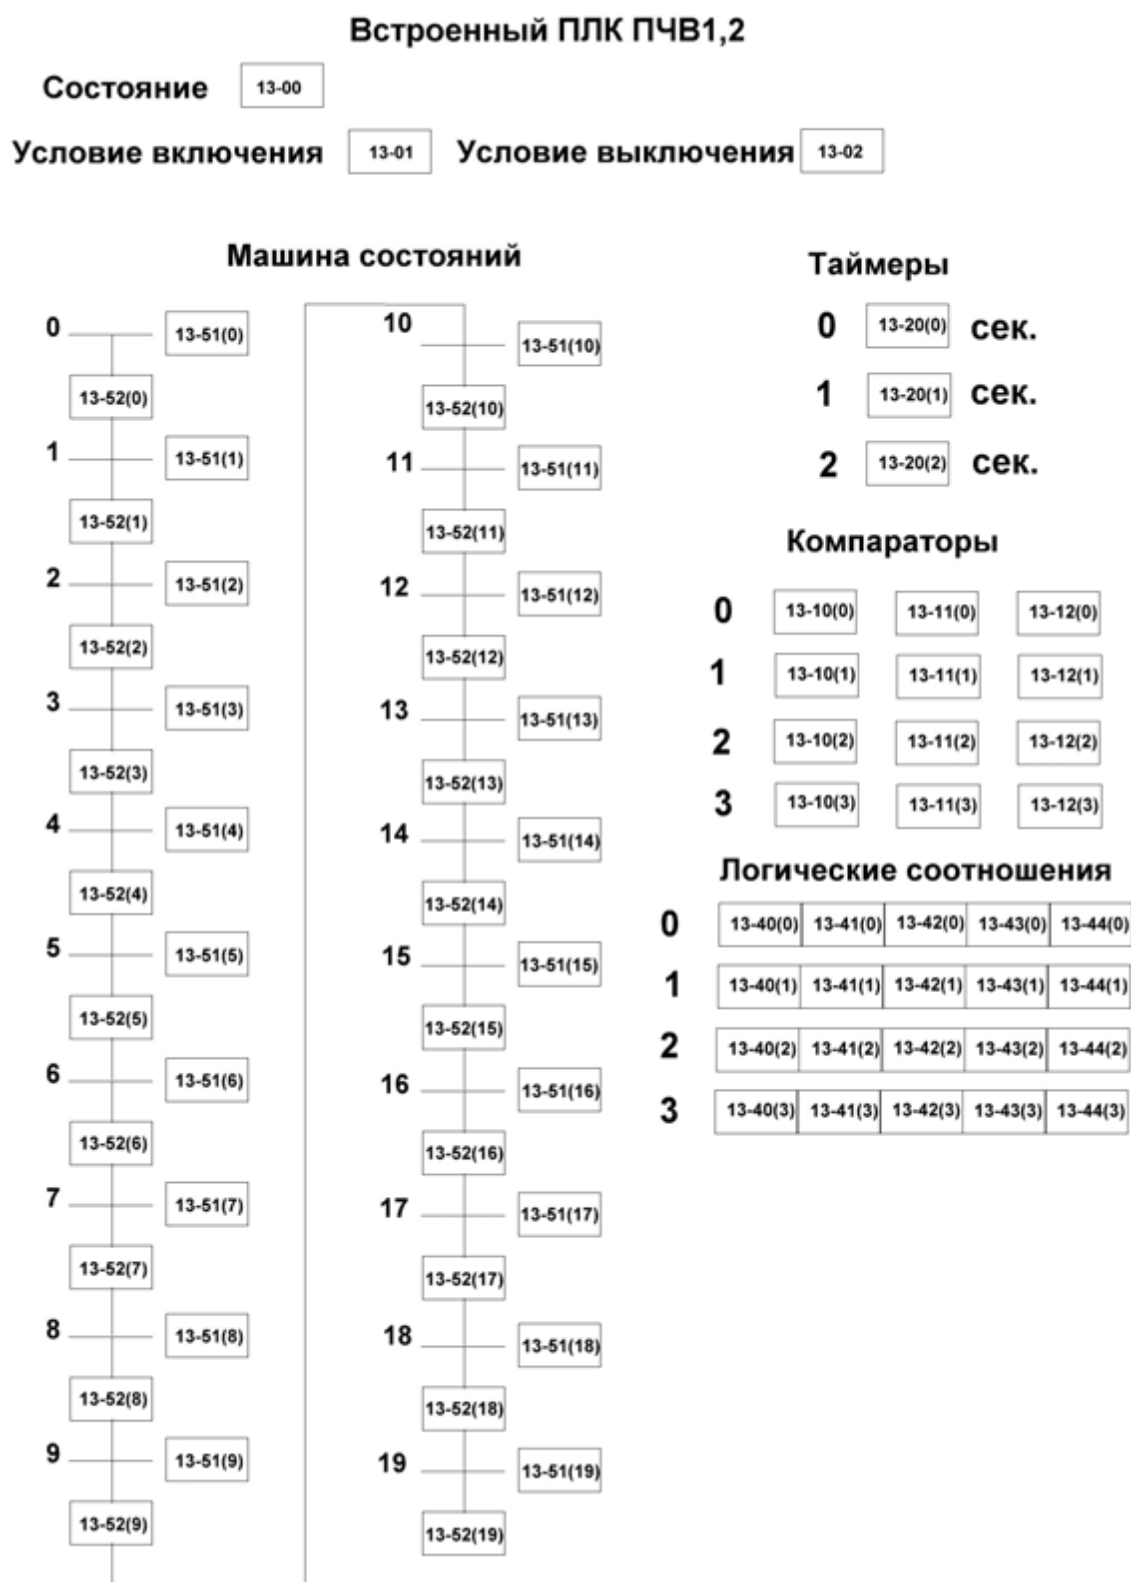 Встроенный ПЛК ПЧВ1,2
Состояние 13-00
Условие включения 13-01 Условие выключения 13-02
Машина состояний
0 13-51(0)
13-52(0)
1 13-51(1)
13-52(1)
2 13-51(2)
13-52(2)
3 13-51(3)
13-52(3)
4 13-51(4)
13-52(4)
5 13-51(5)
13-52(5)
6 13-51(6)
13-52(6)
7 13-51(7)
13-52(7)
8 13-51(8)
13-52(8)
9 13-51(9)
13-52(9)
10 13-51(10)
13-52(10)
11 13-51(11)
13-52(11)
12 13-51(12)
13-52(12)
13 13-51(13)
13-52(13)
14 13-51(14)
13-52(14)
15 13-51(15)
13-52(15)
16 13-51(16)
13-52(16)
17 13-51(17)
13-52(17)
18 13-51(18)
13-52(18)
19 13-51(19)
13-52(19)
Таймеры
0 13-20(0) сек.
1 13-20(1) сек.
2 13-20(2) сек.
Компараторы
0 13-10(0) 13-11(0) 13-12(0)
1 13-10(1) 13-11(1) 13-12(1)
2 13-10(2) 13-11(2) 13-12(2)
3 13-10(3) 13-11(3) 13-12(3)
Логические соотношения
0 13-40(0) 13-41(0) 13-42(0) 13-43(0) 13-44(0)
1 13-40(1) 13-41(1) 13-42(1) 13-43(1) 13-44(1)
2 13-40(2) 13-41(2) 13-42(2) 13-43(2) 13-44(2)
3 13-40(3) 13-41(3) 13-42(3) 13-43(3) 13-44(3)